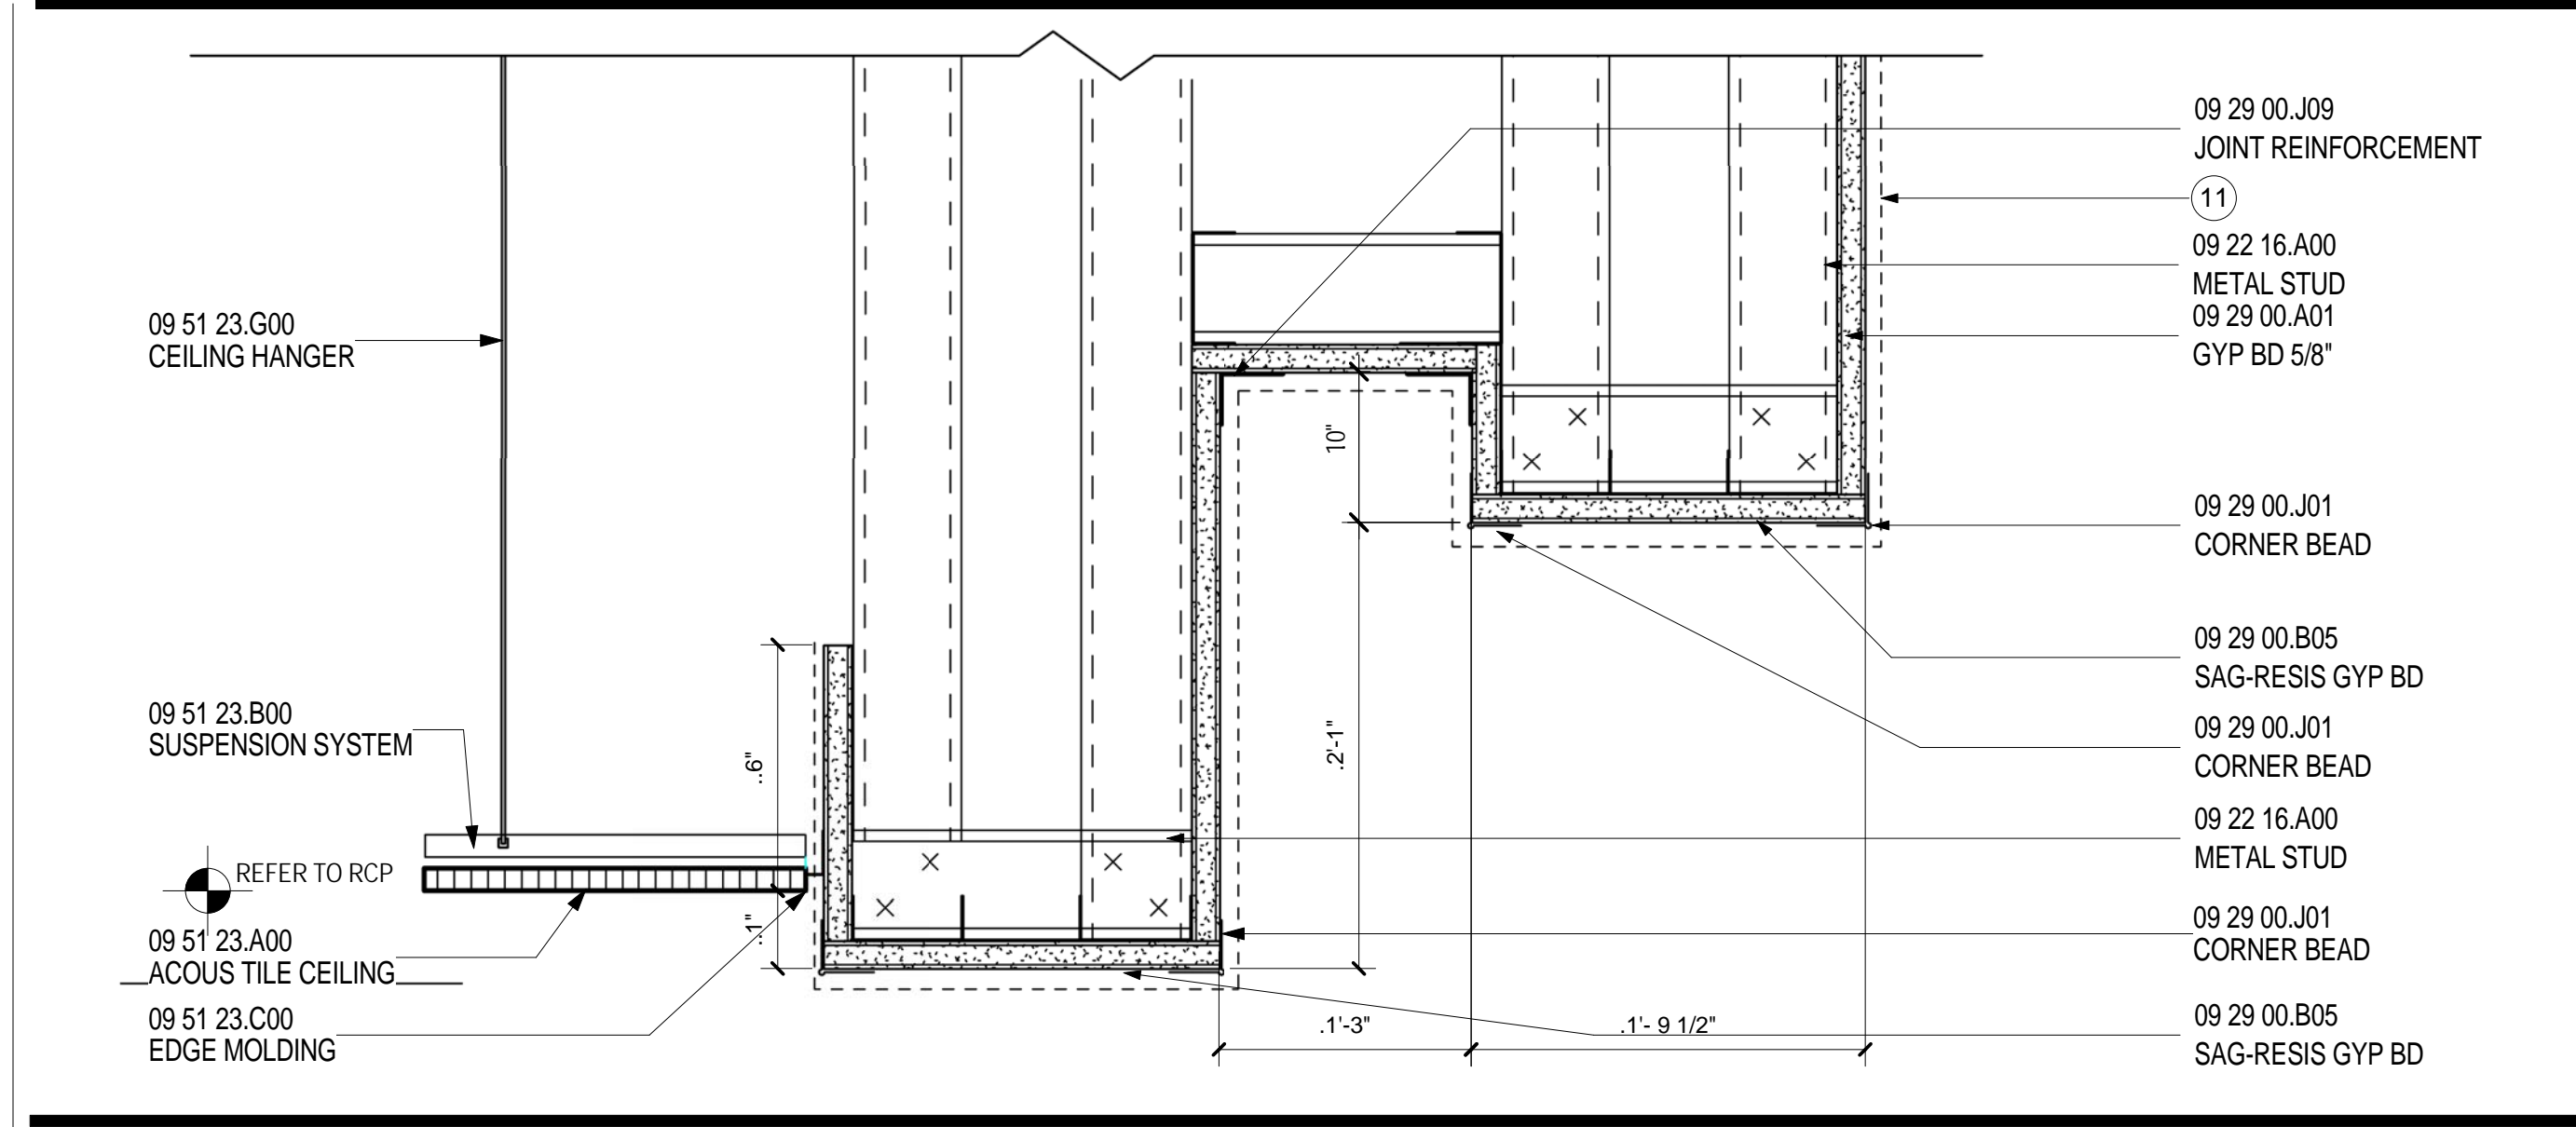 09 51 23.G00
CEILING HANGER
09 51 23.B00
SUSPENSION SYSTEM
REFER TO RCP
09 51 23.A00
ACOUS TILE CEILING
09 51 23.C00
EDGE MOLDING
..6"
..1"
10"
.2'-1"
.1'-3"
.1'- 9 1/2"
09 29 00.J09
JOINT REINFORCEMENT
11
09 22 16.A00
METAL STUD
09 29 00.A01
GYP BD 5/8"
09 29 00.J01
CORNER BEAD
09 29 00.B05
SAG-RESIS GYP BD
09 29 00.J01
CORNER BEAD
09 22 16.A00
METAL STUD
09 29 00.J01
CORNER BEAD
09 29 00.B05
SAG-RESIS GYP BD